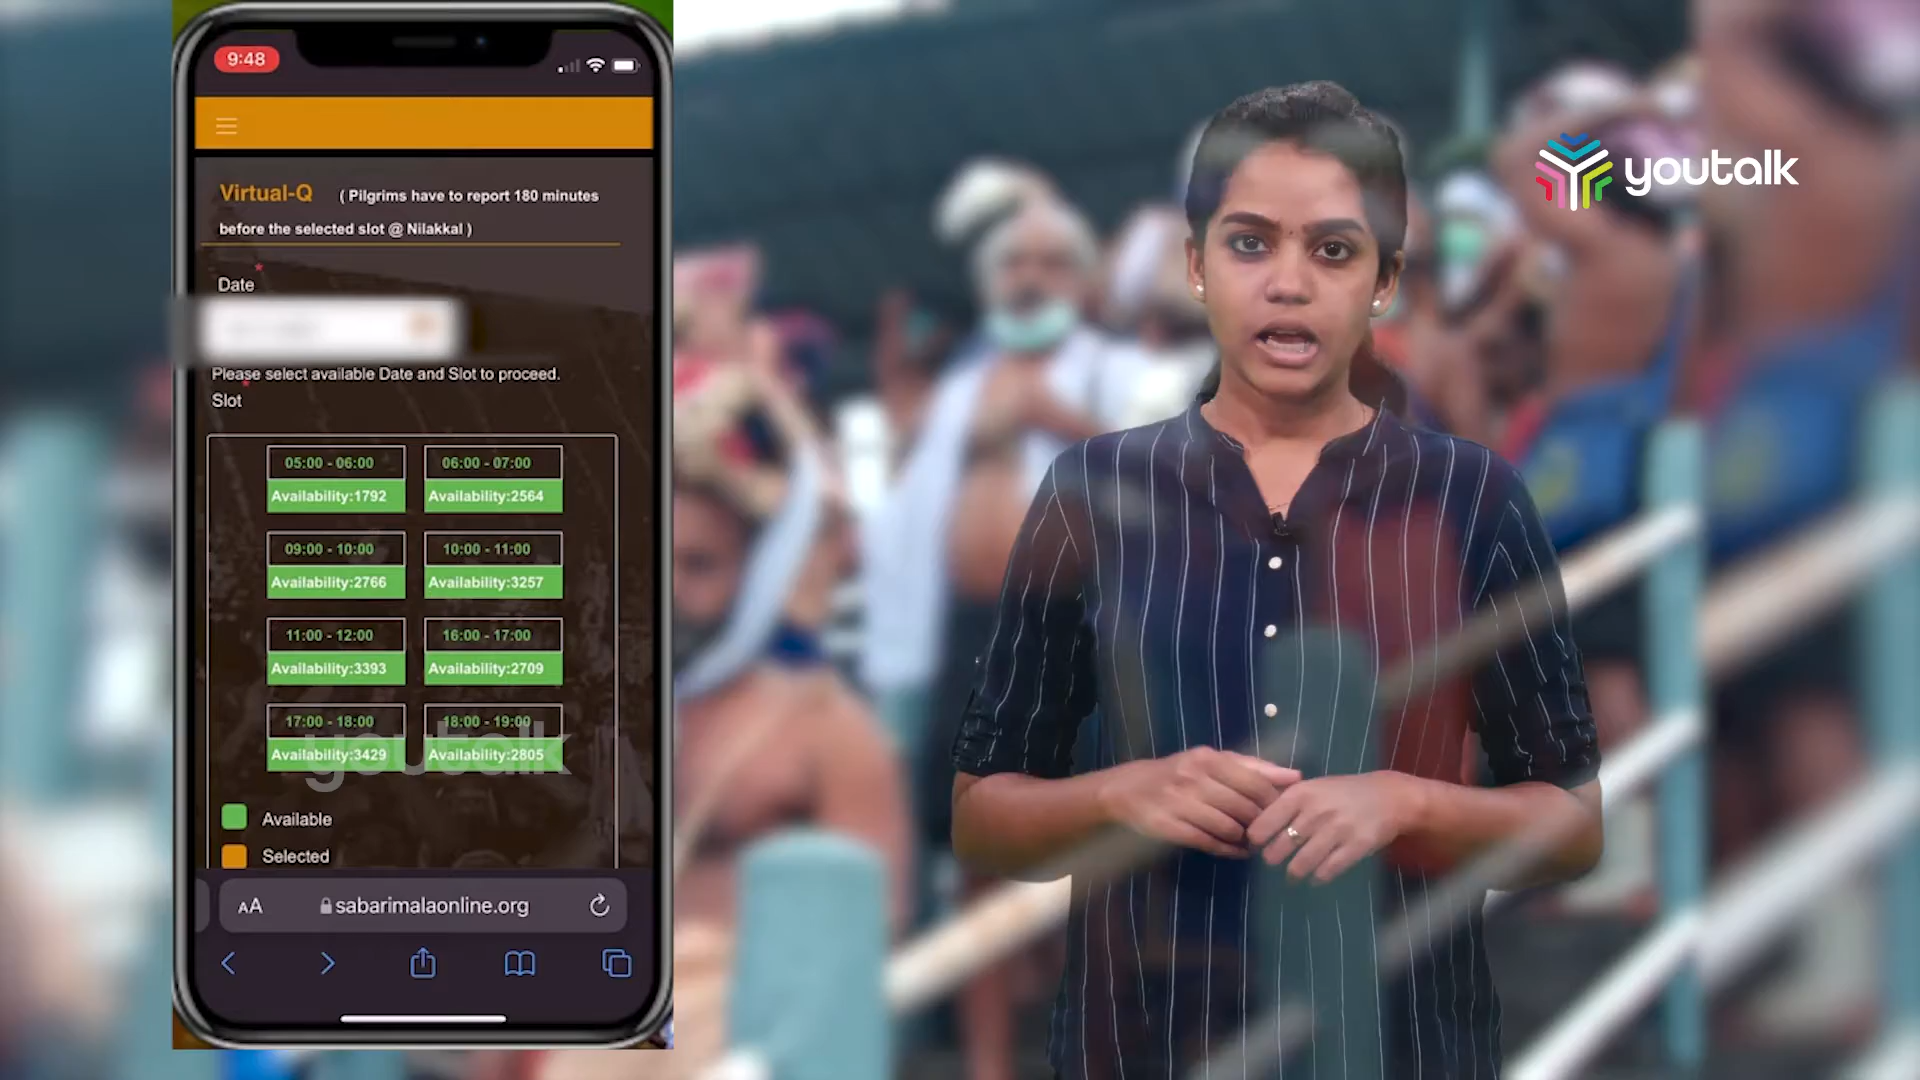 9:48
Virtual-Q ( Pilgrims have to report 180 minutes
before the selected slot @ Nilakkal )
Date *
Please select available Date and Slot to proceed.
Slot *
05:00 - 06:00 06:00 - 07:00
Availability:1792 Availability:2564
09:00 - 10:00 10:00 - 11:00
Availability:2766 Availability:3257
11:00 - 12:00 16:00 - 17:00
Availability:3393 Availability:2709
17:00 - 18:00 18:00 - 19:00
Availability:3429 Availability:2805
youtalk
Available
Selected
AA sabarimalaonline.org
youtalk